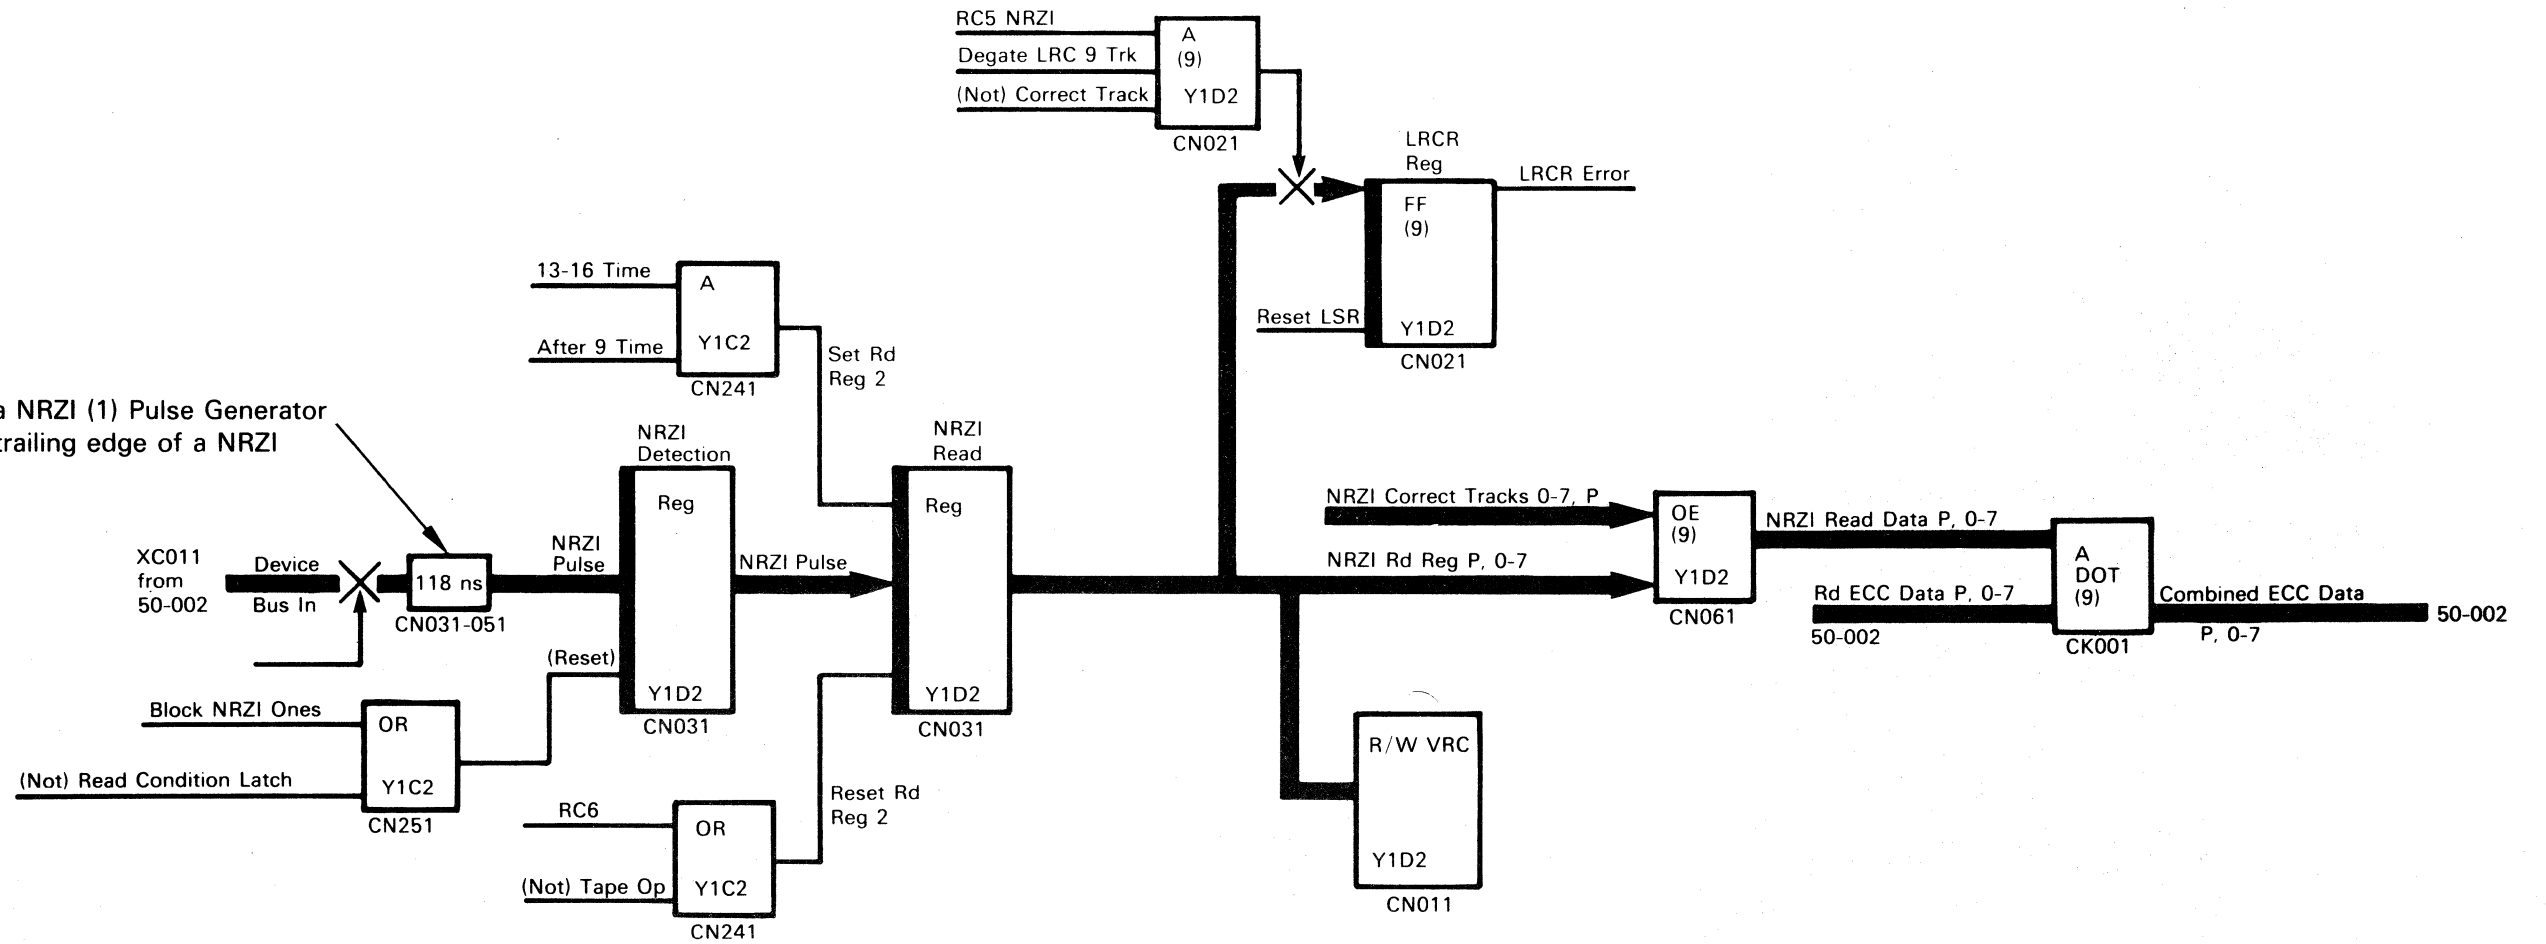 RC5 NRZI
Degate LRC 9 Trk
(Not) Correct Track
A
(9)
Y1D2
CN021
LRCR
Reg
FF
(9)
Y1D2
CN021
LRCR Error
Reset LSR
13-16 Time
After 9 Time
A
Y1C2
CN241
Set Rd
Reg 2
a NRZI (1) Pulse Generator
trailing edge of a NRZI
XC011
from
50-002
Device
Bus In
118 ns
CN031-051
NRZI
Pulse
NRZI
Detection
Reg
Y1D2
CN031
(Reset)
NRZI Pulse
NRZI
Read
Reg
Y1D2
CN031
Block NRZI Ones
(Not) Read Condition Latch
OR
Y1C2
CN251
RC6
(Not) Tape Op
OR
Y1C2
CN241
Reset Rd
Reg 2
NRZI Correct Tracks 0-7, P
NRZI Rd Reg P, 0-7
OE
(9)
Y1D2
CN061
NRZI Read Data P, 0-7
Rd ECC Data P, 0-7
50-002
A
DOT
(9)
CK001
Combined ECC Data
P, 0-7
50-002
R/W VRC
Y1D2
CN011